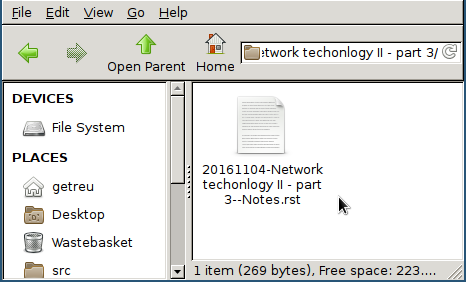 File Edit View Go Help
Open Parent Home etwork techonlogy II - part 3/
DEVICES
File System
PLACES
getreu
Desktop
Wastebasket
src
20161104-Network
techonlogy II - part
3--Notes.rst
1 item (269 bytes), Free space: 223....